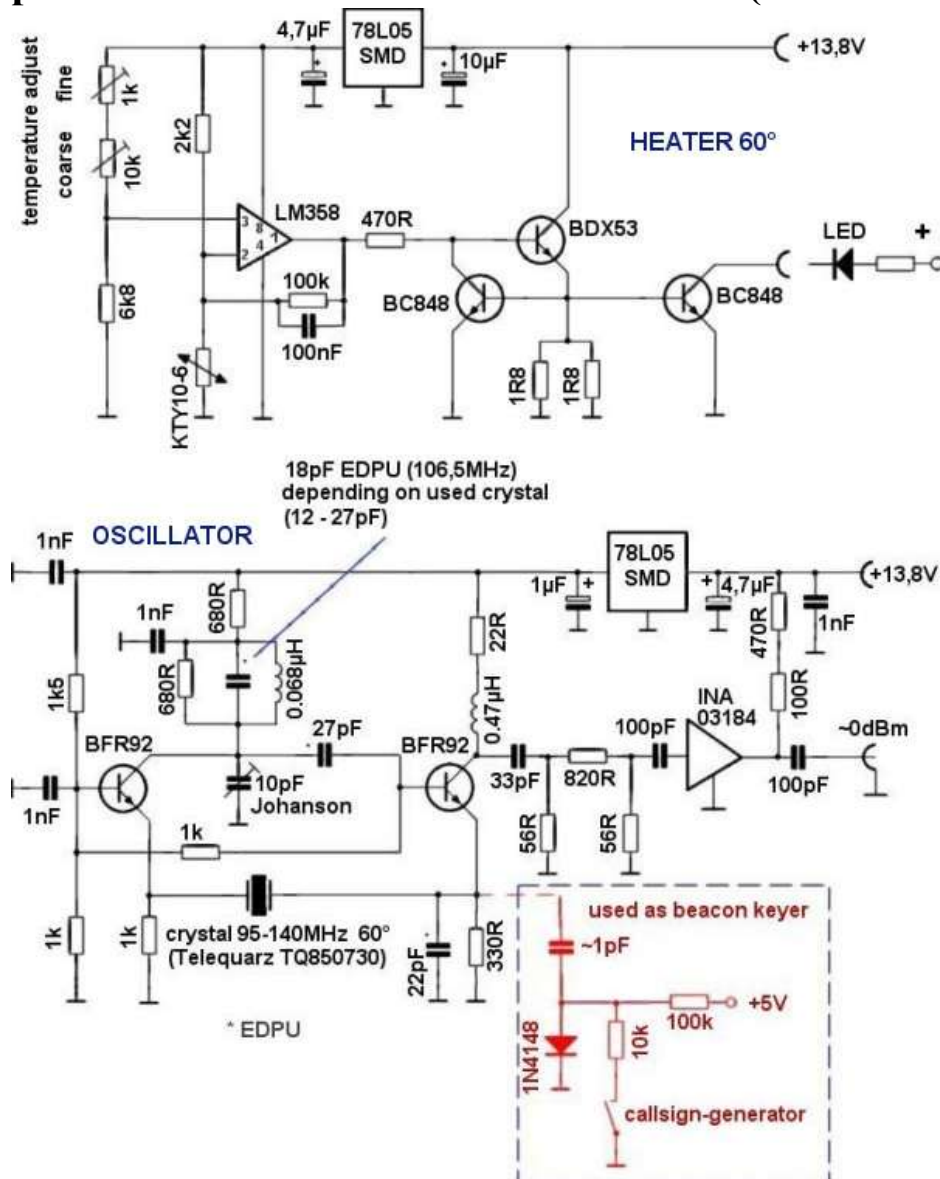 4,7µF
78L05
SMD
10µF
+13,8V
temperature adjust
fine
coarse
1k
10k
2k2
HEATER 60°
LM358
3
8
1
2
4
470R
BDX53
LED
+
6k8
100k
100nF
BC848
BC848
KTY10-6
1R8
1R8
18pF EDPU (106,5MHz)
depending on used crystal
(12 - 27pF)
OSCILLATOR
1nF
78L05
SMD
1µF
+
+
4,7µF
+13,8V
1nF
680R
22R
470R
1nF
680R
0.068µH
1k5
0.47µH
100R
INA
03184
~0dBm
BFR92
27pF
BFR92
100pF
33pF
820R
100pF
10pF
Johanson
1nF
1k
56R
56R
1k
1k
crystal 95-140MHz 60°
(Telequarz TQ850730)
22pF
330R
used as beacon keyer
~1pF
+5V
100k
1N4148
10k
callsign-generator
* EDPU